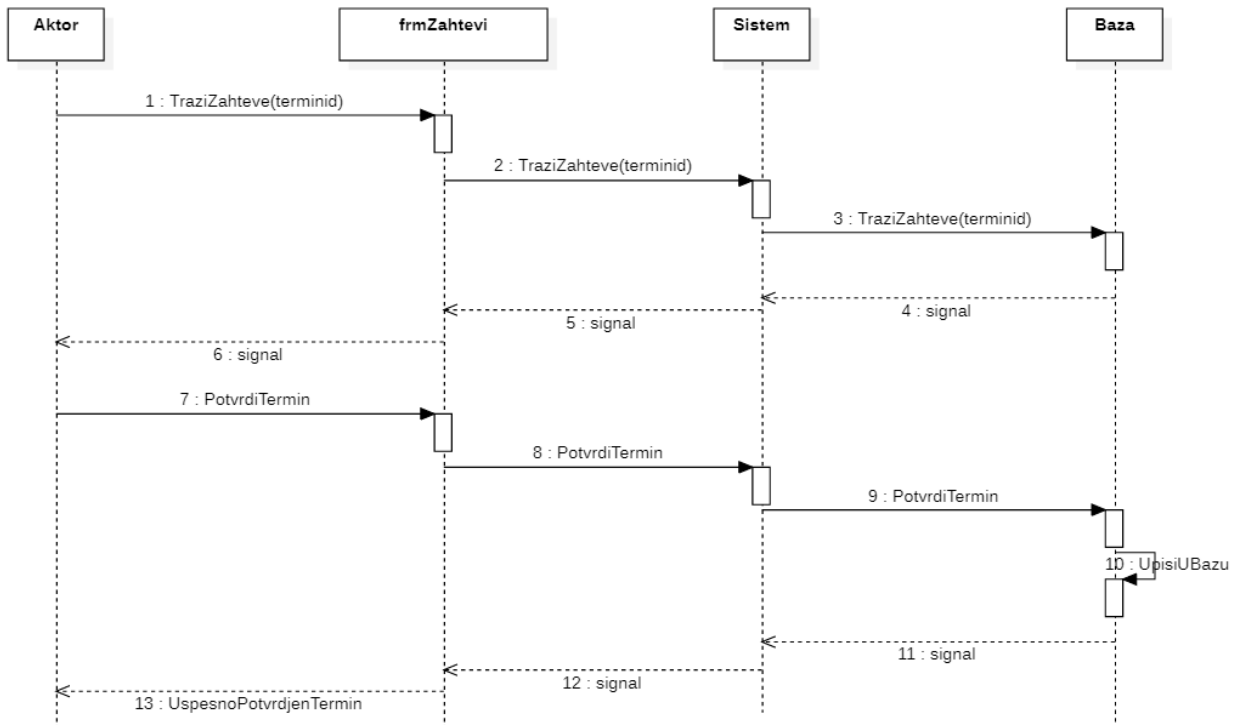 Aktor
frmZahtevi
Sistem
Baza
1 : TraziZahteve(terminid)
2 : TraziZahteve(terminid)
3 : TraziZahteve(terminid)
4 : signal
5 : signal
6 : signal
7 : PotvrdiTermin
8 : PotvrdiTermin
9 : PotvrdiTermin
10 : UpisiUBazu
11 : signal
12 : signal
13 : UspesnoPotvrdjenTermin